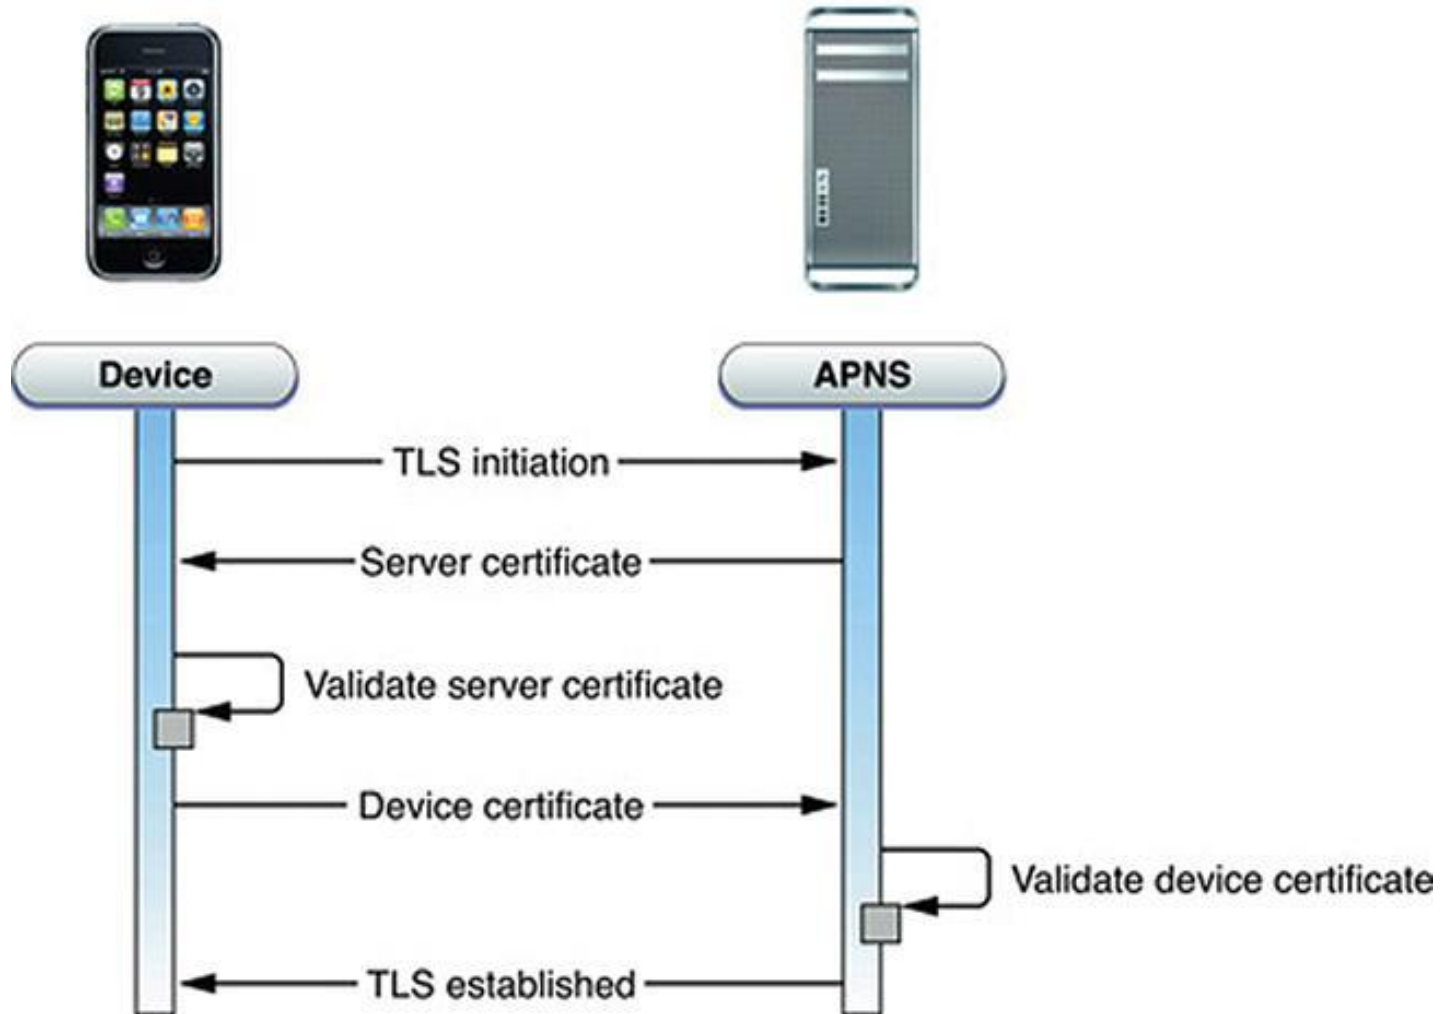 Device
APNS
TLS initiation
Server certificate
Validate server certificate
Device certificate
Validate device certificate
TLS established